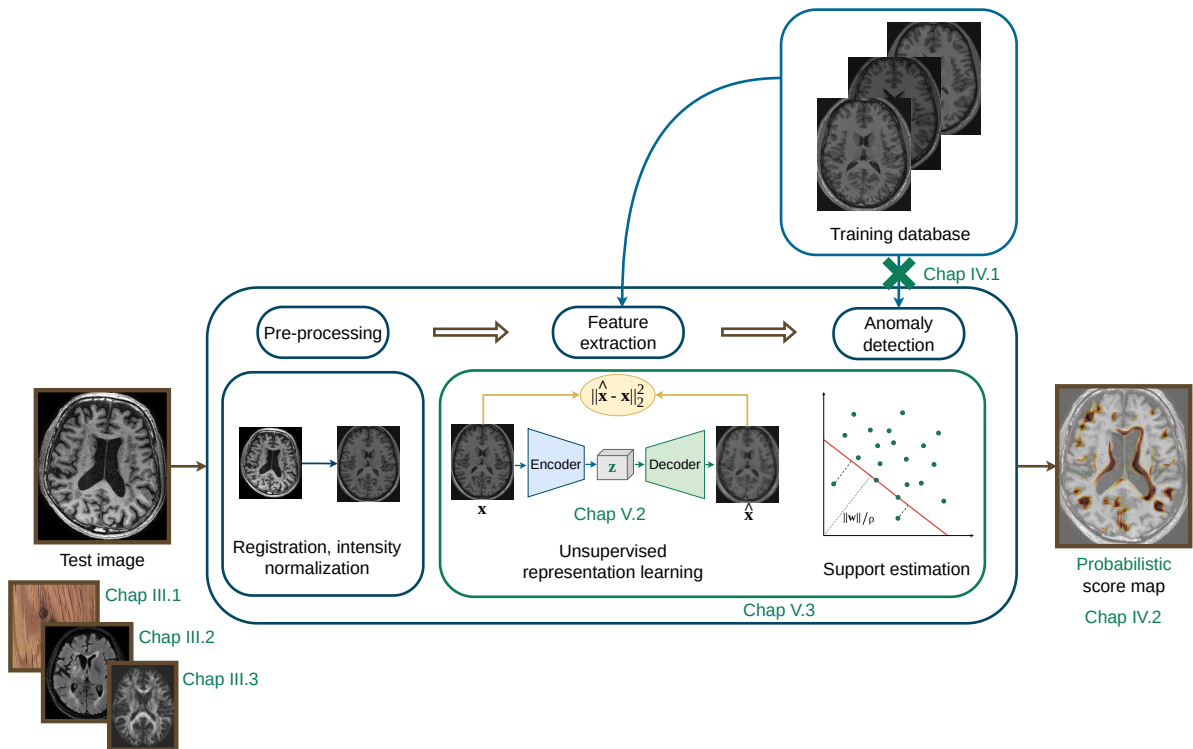 Training database
Chap IV.1
Pre-processing
Feature
extraction
Anomaly
detection
||x̂ - x||₂²
Encoder
z
Decoder
x
x̂
Chap V.2
||w||/ρ
Test image
Registration, intensity
normalization
Unsupervised
representation learning
Support estimation
Chap V.3
Probabilistic
score map
Chap IV.2
Chap III.1
Chap III.2
Chap III.3